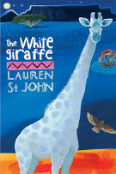 the White
giraffe
LAUREN
St JOHN